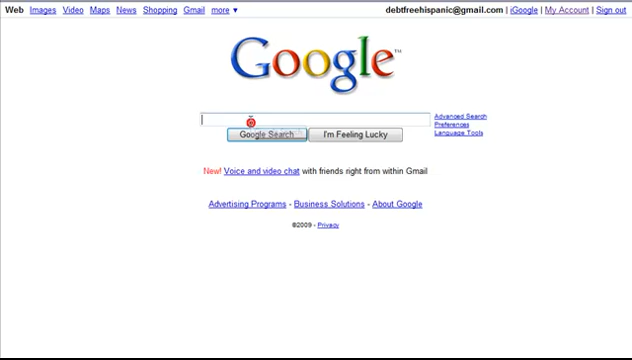 Web Images Video Maps News Shopping Gmail more ▼ debtfreehispanic@gmail.com | iGoogle | My Account | Sign out
Google™
Advanced Search
Preferences
Language Tools
Google Search I'm Feeling Lucky
New! Voice and video chat with friends right from within Gmail
Advertising Programs - Business Solutions - About Google
©2009 - Privacy